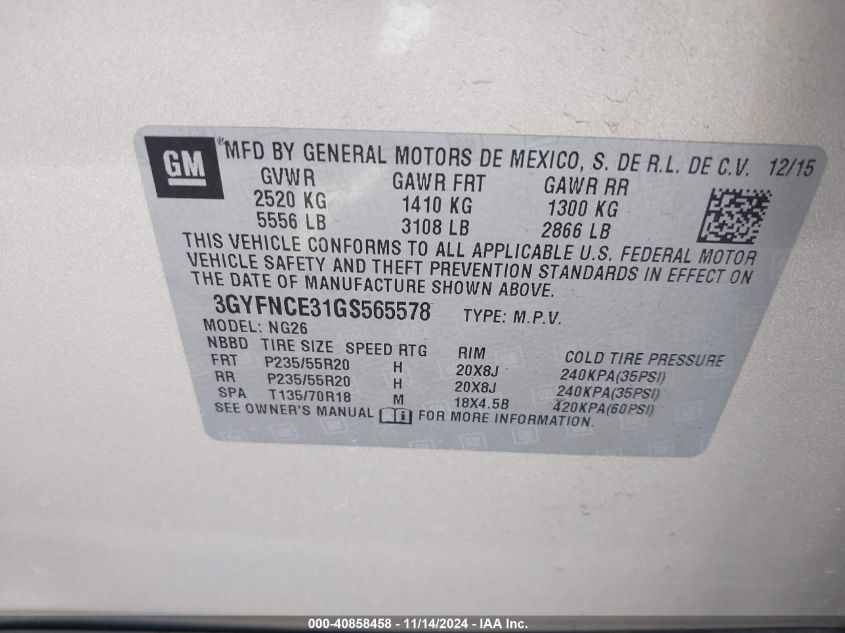 GM
®MFD BY GENERAL MOTORS DE MEXICO, S. DE R.L. DE C.V. 12/15
GVWR GAWR FRT GAWR RR
2520 KG 1410 KG 1300 KG
5556 LB 3108 LB 2866 LB
THIS VEHICLE CONFORMS TO ALL APPLICABLE U.S. FEDERAL MOTOR
VEHICLE SAFETY AND THEFT PREVENTION STANDARDS IN EFFECT ON
THE DATE OF MANUFACTURE SHOWN ABOVE.
3GYFNCE31GS565578 TYPE: M.P.V.
MODEL: NG26
NBBD TIRE SIZE SPEED RTG RIM COLD TIRE PRESSURE
FRT P235/55R20 H 20X8J 240KPA(35PSI)
RR P235/55R20 H 20X8J 240KPA(35PSI)
SPA T135/70R18 M 18X4.5B 420KPA(60PSI)
SEE OWNER'S MANUAL FOR MORE INFORMATION.
000-40858458 - 11/14/2024 - IAA Inc.